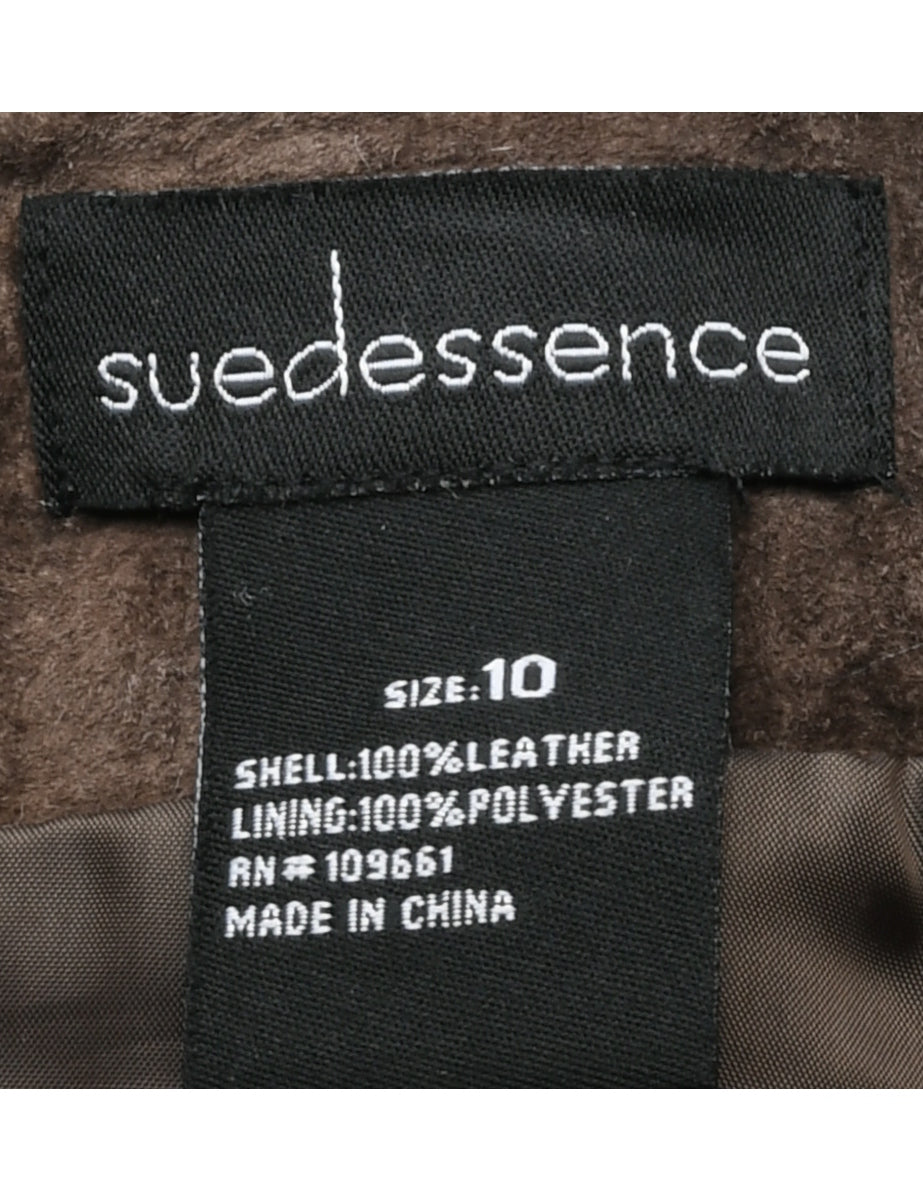 suedessence
SIZE:10
SHELL:100%LEATHER
LINING:100%POLYESTER
RN#109661
MADE IN CHINA